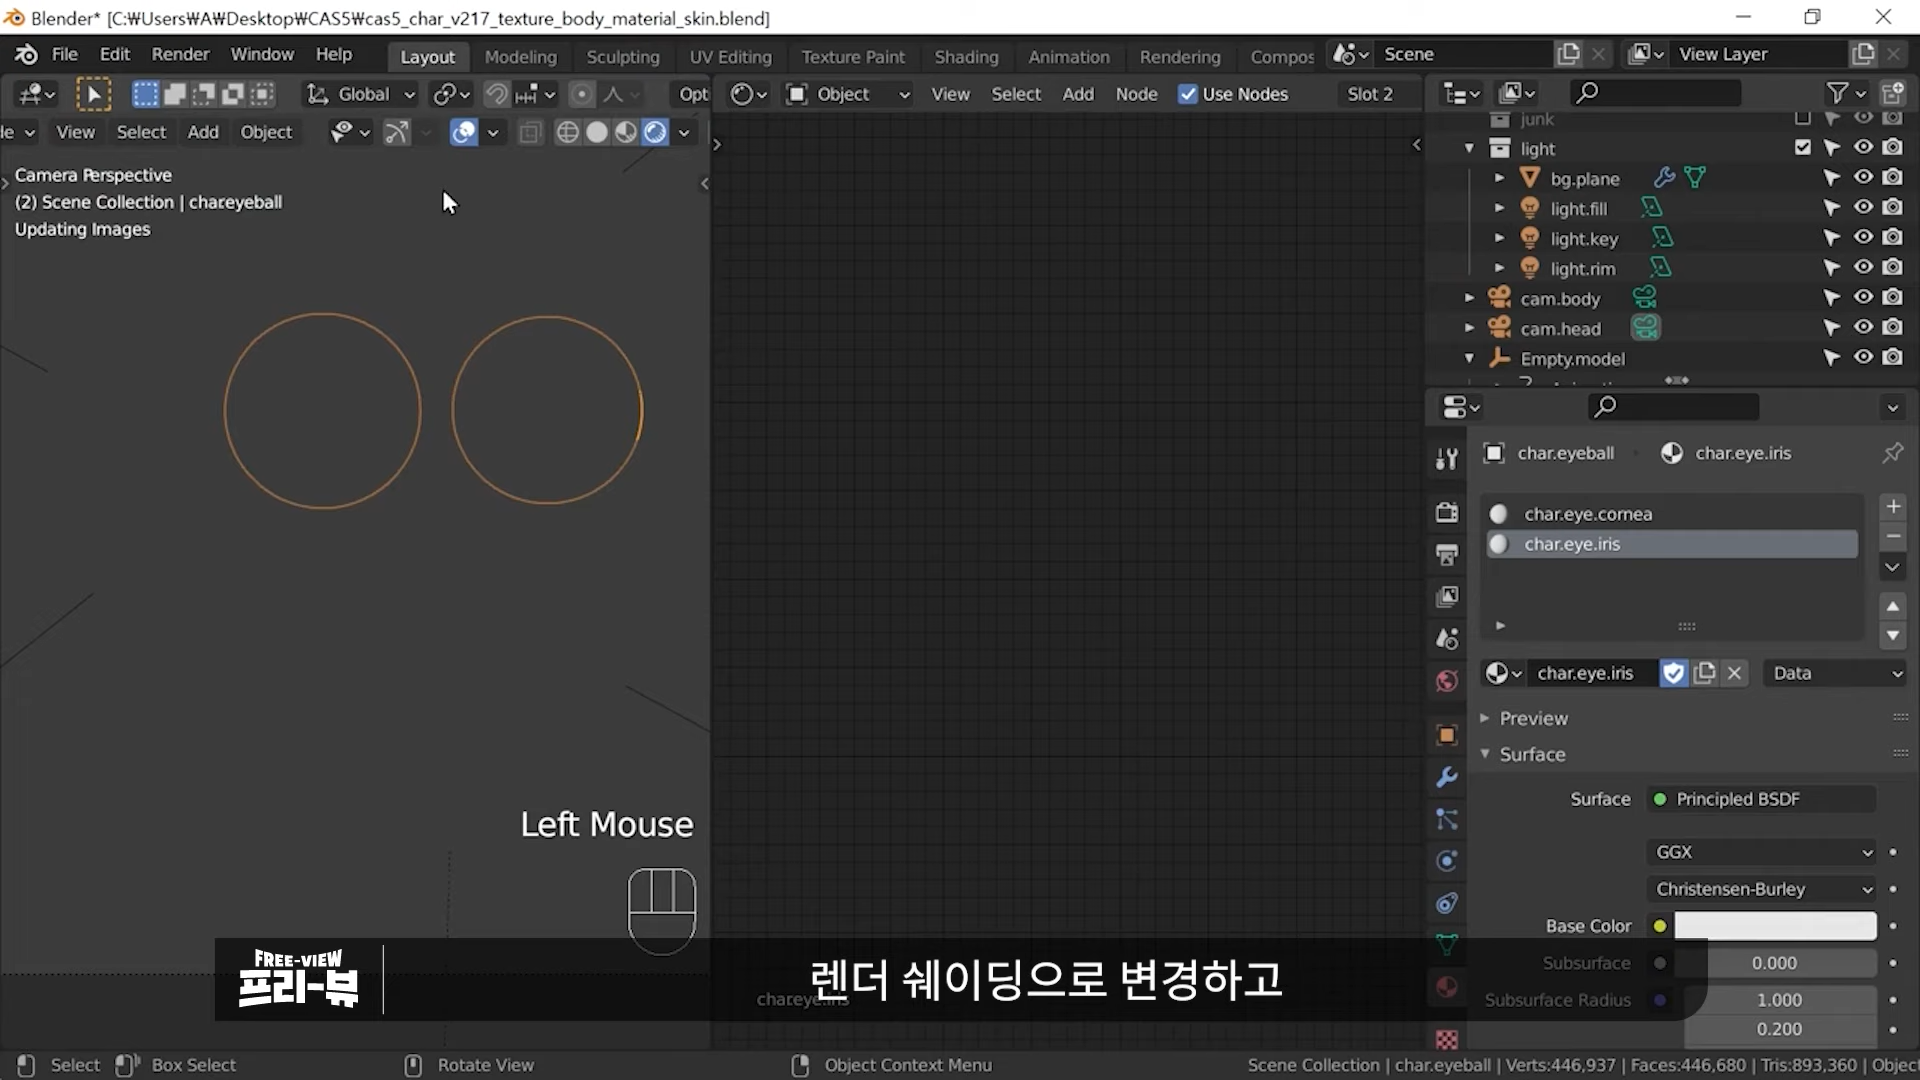 Blender* [C:₩Users₩A₩Desktop₩CAS5₩cas5_char_v217_texture_body_material_skin.blend]
File Edit Render Window Help Layout Modeling Sculpting UV Editing Texture Paint Shading Animation Rendering Compos Scene View Layer
Global Opt Object View Select Add Node Use Nodes Slot 2
de View Select Add Object
Camera Perspective
(2) Scene Collection | char.eyeball
Updating Images
junk
light
bg.plane
light.fill
light.key
light.rim
cam.body
cam.head
Empty.model
char.eyeball char.eye.iris
char.eye.cornea
char.eye.iris
char.eye.iris Data
Preview
Surface
Surface Principled BSDF
GGX
Christensen-Burley
Base Color
Subsurface 0.000
Subsurface Radius 1.000
0.200
Left Mouse
FREE-VIEW
프리-뷰
렌더 쉐이딩으로 변경하고
char.eye.iris
Select Box Select Rotate View Object Context Menu Scene Collection | char.eyeball | Verts:446,937 | Faces:446,680 | Tris:893,360 | Objec